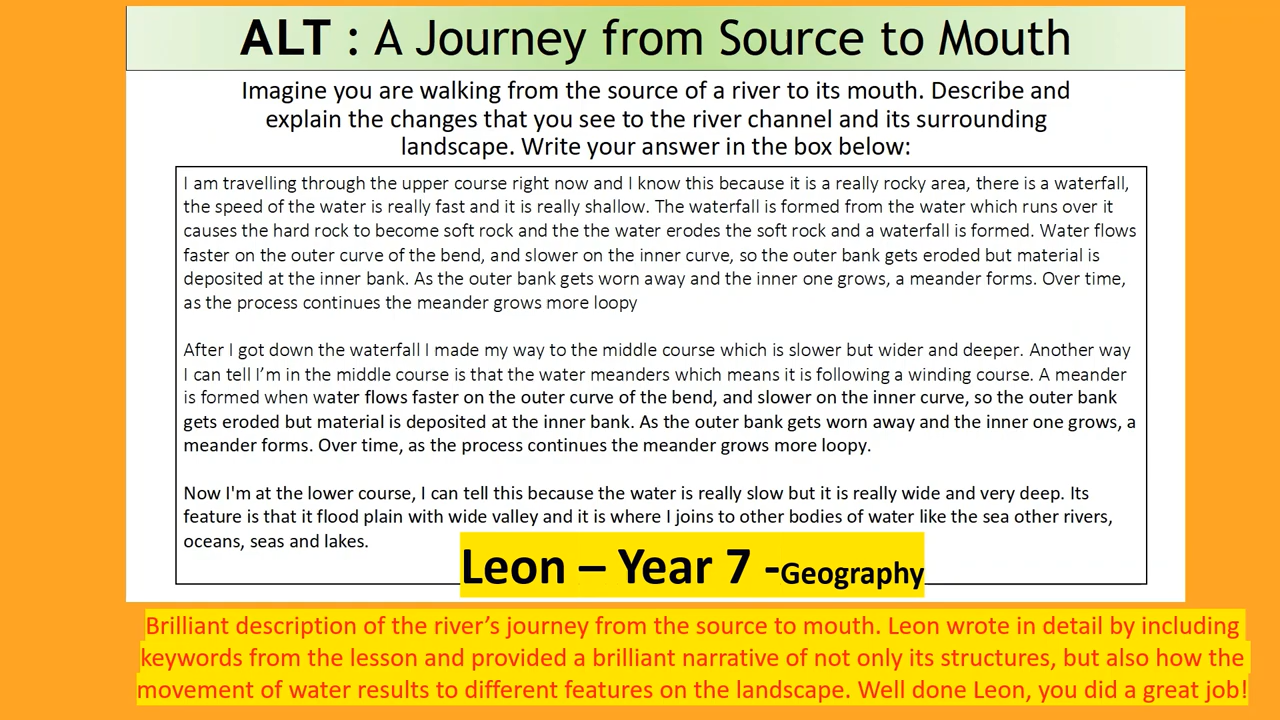 ALT : A Journey from Source to Mouth
Imagine you are walking from the source of a river to its mouth. Describe and
explain the changes that you see to the river channel and its surrounding
landscape. Write your answer in the box below:
I am travelling through the upper course right now and I know this because it is a really rocky area, there is a waterfall,
the speed of the water is really fast and it is really shallow. The waterfall is formed from the water which runs over it
causes the hard rock to become soft rock and the the water erodes the soft rock and a waterfall is formed. Water flows
faster on the outer curve of the bend, and slower on the inner curve, so the outer bank gets eroded but material is
deposited at the inner bank. As the outer bank gets worn away and the inner one grows, a meander forms. Over time,
as the process continues the meander grows more loopy
After I got down the waterfall I made my way to the middle course which is slower but wider and deeper. Another way
I can tell I’m in the middle course is that the water meanders which means it is following a winding course. A meander
is formed when water flows faster on the outer curve of the bend, and slower on the inner curve, so the outer bank
gets eroded but material is deposited at the inner bank. As the outer bank gets worn away and the inner one grows, a
meander forms. Over time, as the process continues the meander grows more loopy.
Now I'm at the lower course, I can tell this because the water is really slow but it is really wide and very deep. Its
feature is that it flood plain with wide valley and it is where I joins to other bodies of water like the sea other rivers,
oceans, seas and lakes.
Leon – Year 7 -Geography
Brilliant description of the river’s journey from the source to mouth. Leon wrote in detail by including
keywords from the lesson and provided a brilliant narrative of not only its structures, but also how the
movement of water results to different features on the landscape. Well done Leon, you did a great job!